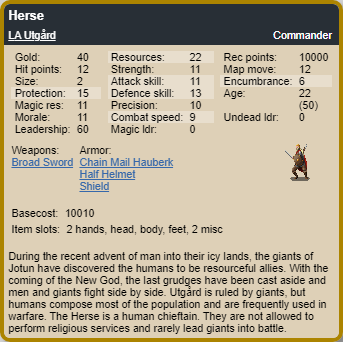 Herse
LA Utgård Commander
Gold: 40 Resources: 22 Rec points: 10000
Hit points: 12 Strength: 11 Map move: 12
Size: 2 Attack skill: 11 Encumbrance: 6
Protection: 15 Defence skill: 13 Age: 22
Magic res: 11 Precision: 10 (50)
Morale: 11 Combat speed: 9 Undead ldr: 0
Leadership: 60 Magic ldr: 0
Weapons: Armor:
Broad Sword Chain Mail Hauberk
Half Helmet
Shield
Basecost: 10010
Item slots: 2 hands, head, body, feet, 2 misc
During the recent advent of man into their icy lands, the giants of
Jotun have discovered the humans to be resourceful allies. With the
coming of the New God, the last grudges have been cast aside and
men and giants fight side by side. Utgård is ruled by giants, but
humans compose most of the population and are frequently used in
warfare. The Herse is a human chieftain. They are not allowed to
perform religious services and rarely lead giants into battle.